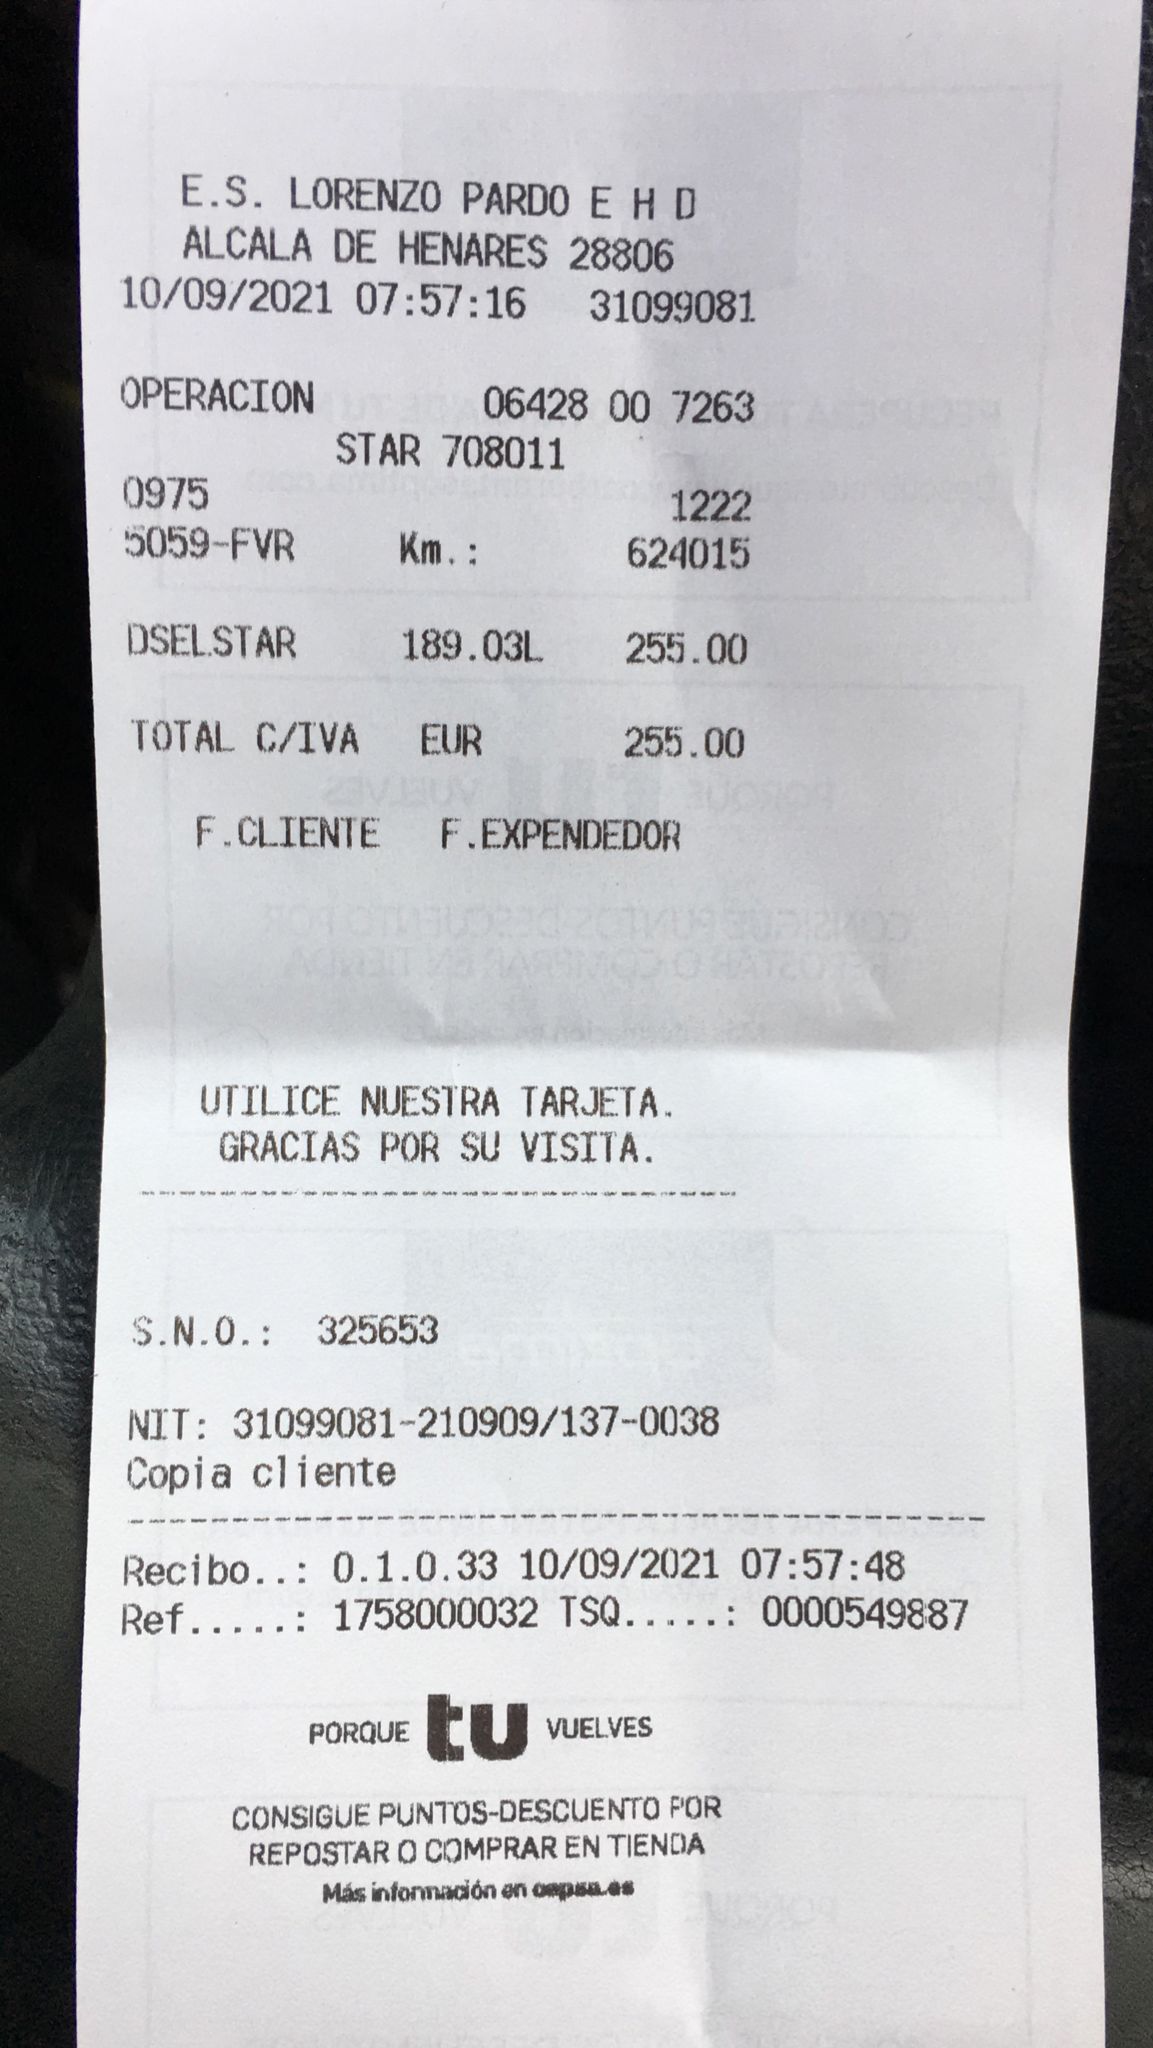 E.S. LORENZO PARDO E H D
ALCALA DE HENARES 28806
10/09/2021 07:57:16 31099081
OPERACION 06428 00 7263
STAR 708011
0975 1222
5059-FVR Km.: 624015
DSELSTAR 189.03L 255.00
TOTAL C/IVA EUR 255.00
F.CLIENTE F.EXPENDEDOR
UTILICE NUESTRA TARJETA.
GRACIAS POR SU VISITA.
S.N.O.: 325653
NIT: 31099081-210909/137-0038
Copia cliente
Recibo..: 0.1.0.33 10/09/2021 07:57:48
Ref.....: 1758000032 TSQ.....: 0000549887
PORQUE tu VUELVES
CONSIGUE PUNTOS-DESCUENTO POR
REPOSTAR O COMPRAR EN TIENDA
Más información en cepsa.es